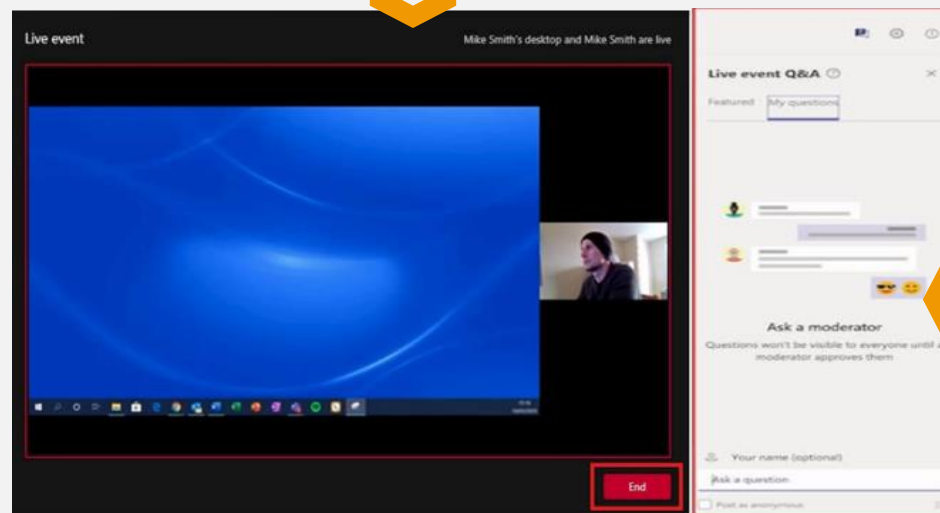 Live event
Mike Smith's desktop and Mike Smith are live
End
Live event Q&A
Featured
My questions
Ask a moderator
Questions won't be visible to everyone until a
moderator approves them
Your name (optional)
Ask a question
Post as anonymous